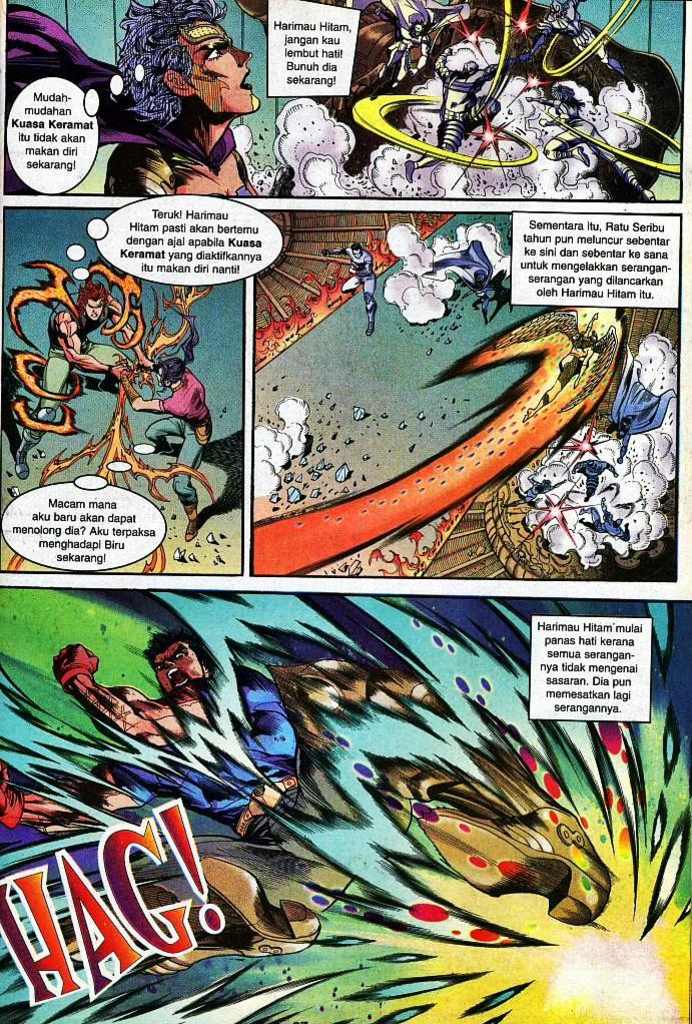 Harimau Hitam,
jangan kau
lembut hati!
Bunuh dia
sekarang!
Mudah-
mudahan
Kuasa Keramat
itu tidak akan
makan diri
sekarang!
Teruk! Harimau
Hitam pasti akan bertemu
dengan ajal apabila Kuasa
Keramat yang diaktifkannya
itu makan diri nanti!
Macam mana
aku baru akan dapat
menolong dia? Aku terpaksa
menghadapi Biru
sekarang!
Sementara itu, Ratu Seribu
tahun pun meluncur sebentar
ke sini dan sebentar ke sana
untuk mengelakkan serangan-
serangan yang dilancarkan
oleh Harimau Hitam itu.
Harimau Hitam mulai
panas hati kerana
semua serangan-
nya tidak mengenai
sasaran. Dia pun
memesatkan lagi
serangannya.
HAG!